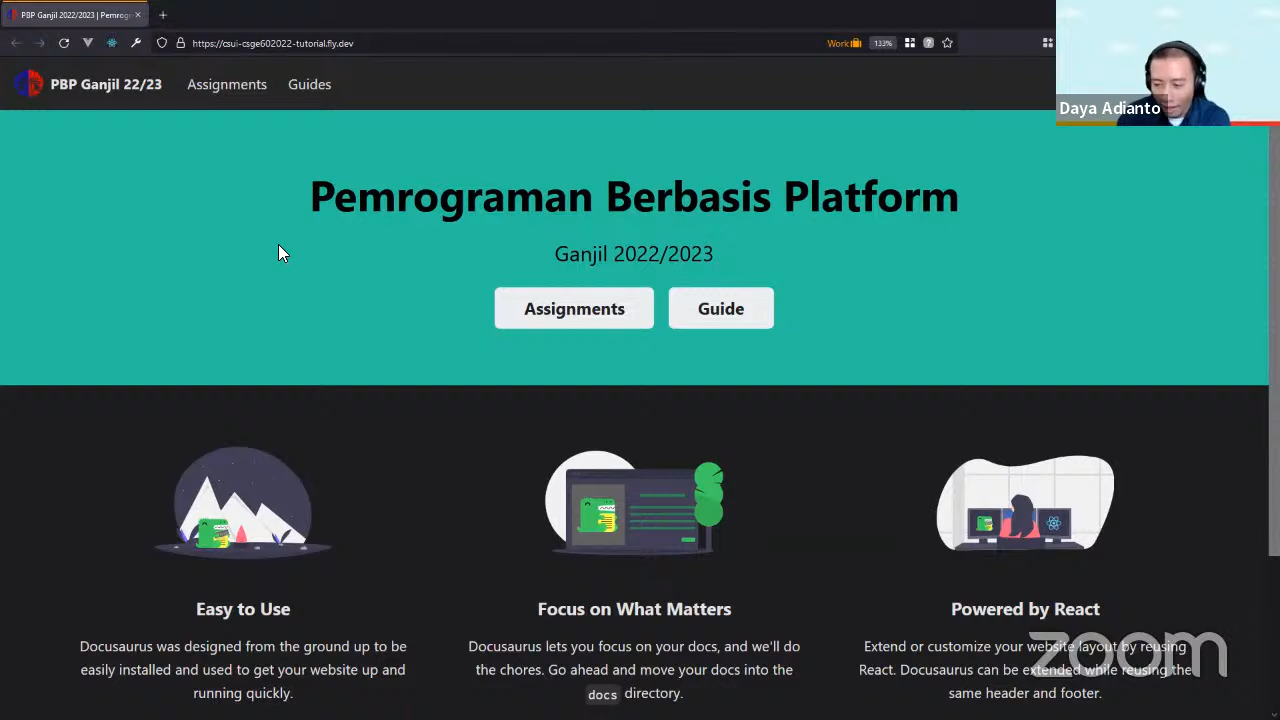 PBP Ganjil 2022/2023 | Pemrog
https://csui-csge602022-tutorial.fly.dev
Work
133%
PBP Ganjil 22/23
Assignments
Guides
Daya Adianto
Pemrograman Berbasis Platform
Ganjil 2022/2023
Assignments
Guide
Easy to Use
Docusaurus was designed from the ground up to be
easily installed and used to get your website up and
running quickly.
Focus on What Matters
Docusaurus lets you focus on your docs, and we'll do
the chores. Go ahead and move your docs into the
docs directory.
Powered by React
Extend or customize your website layout by reusing
React. Docusaurus can be extended while reusing the
same header and footer.
zoom